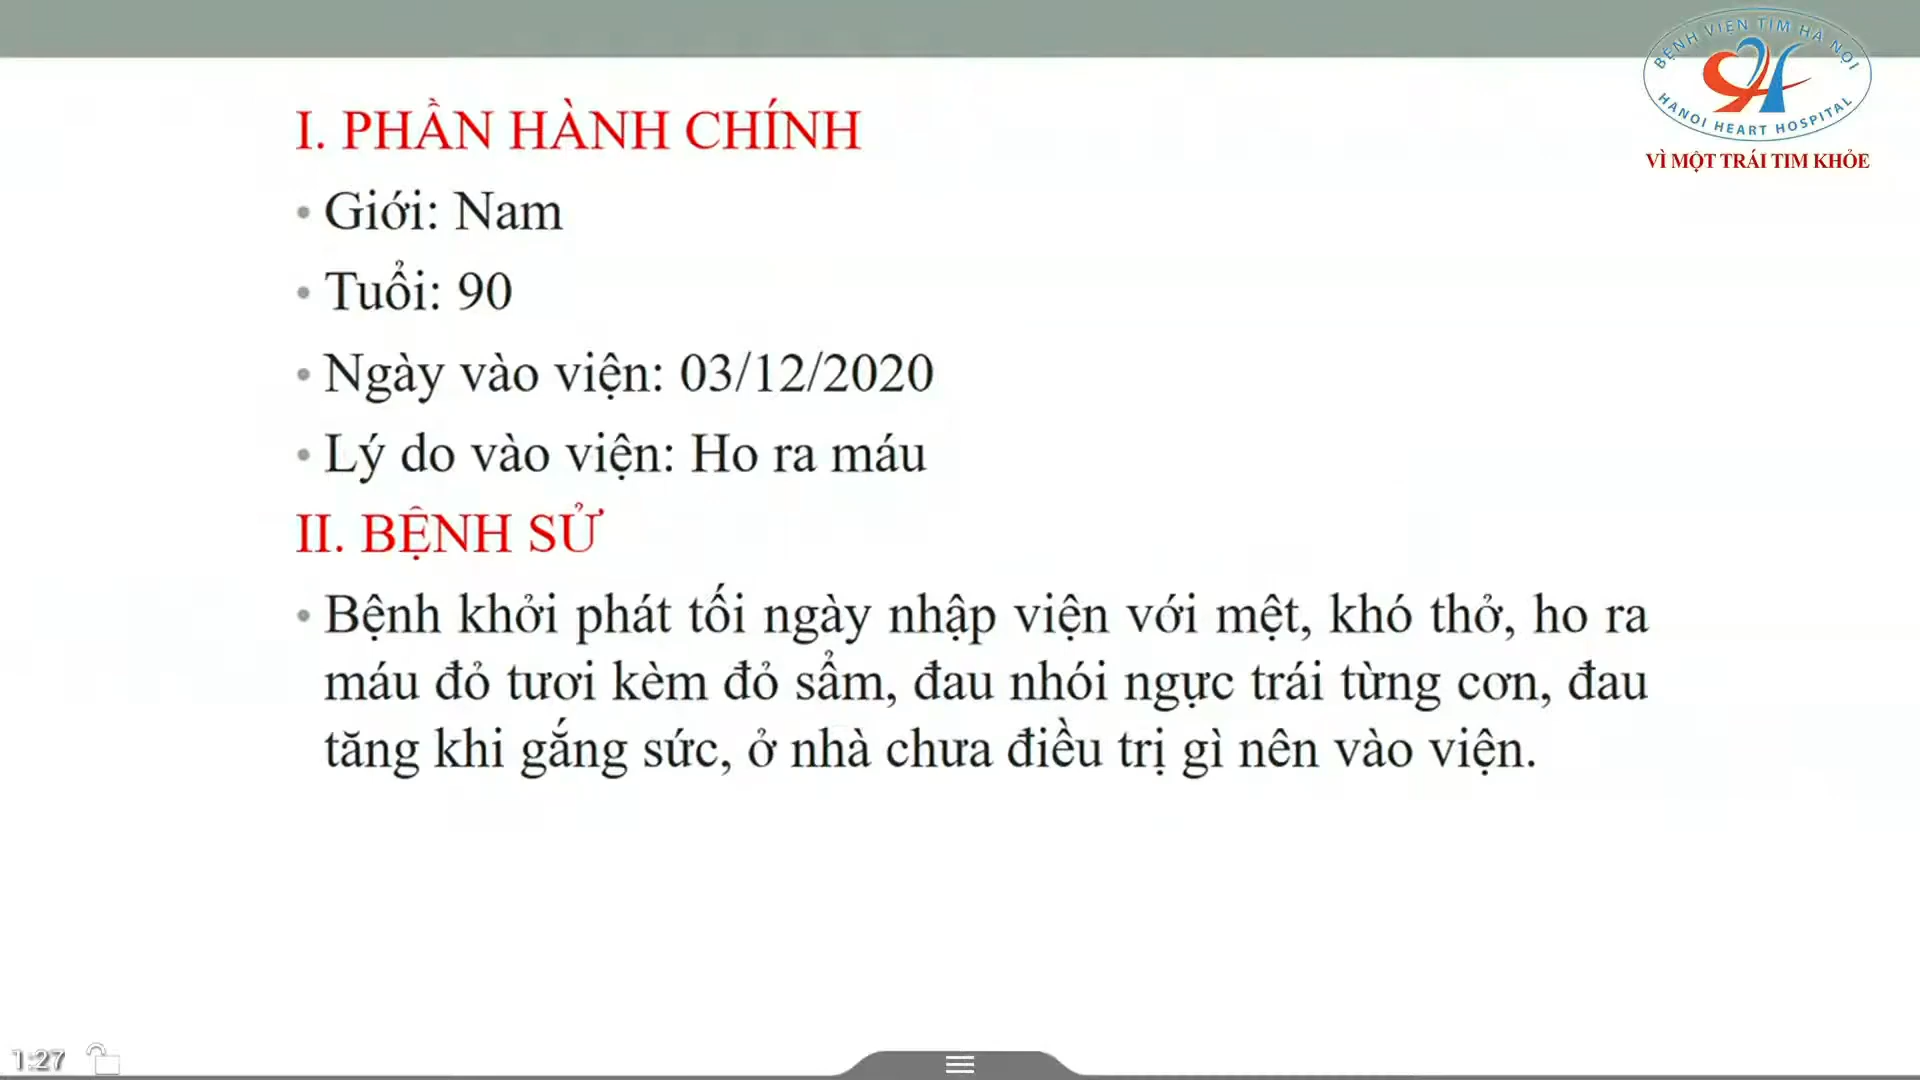 BỆNH VIỆN TIM HÀ NỘI
HANOI HEART HOSPITAL
VÌ MỘT TRÁI TIM KHỎE
I. PHẦN HÀNH CHÍNH
• Giới: Nam
• Tuổi: 90
• Ngày vào viện: 03/12/2020
• Lý do vào viện: Ho ra máu
II. BỆNH SỬ
• Bệnh khởi phát tối ngày nhập viện với mệt, khó thở, ho ra
máu đỏ tươi kèm đỏ sẩm, đau nhói ngực trái từng cơn, đau
tăng khi gắng sức, ở nhà chưa điều trị gì nên vào viện.
1:27